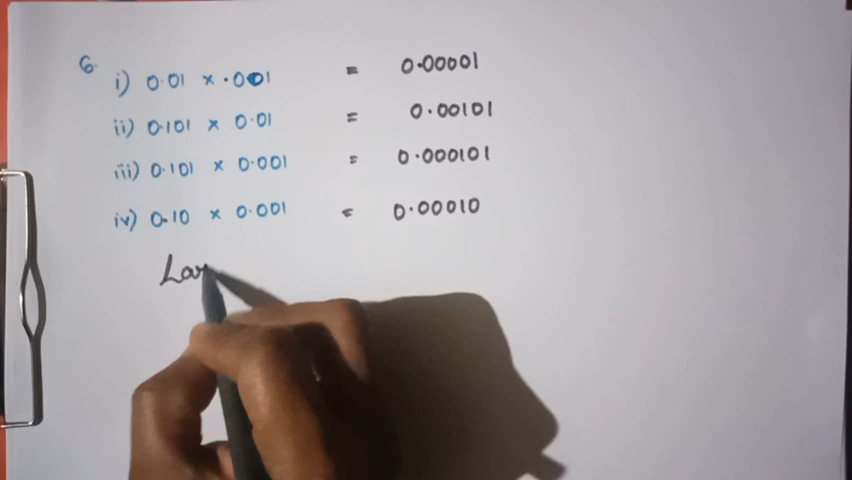 6.
i) 0.01 × .001 = 0.00001
ii) 0.101 × 0.01 = 0.00101
iii) 0.101 × 0.001 = 0.000101
iv) 0.10 × 0.001 = 0.00010
Lar